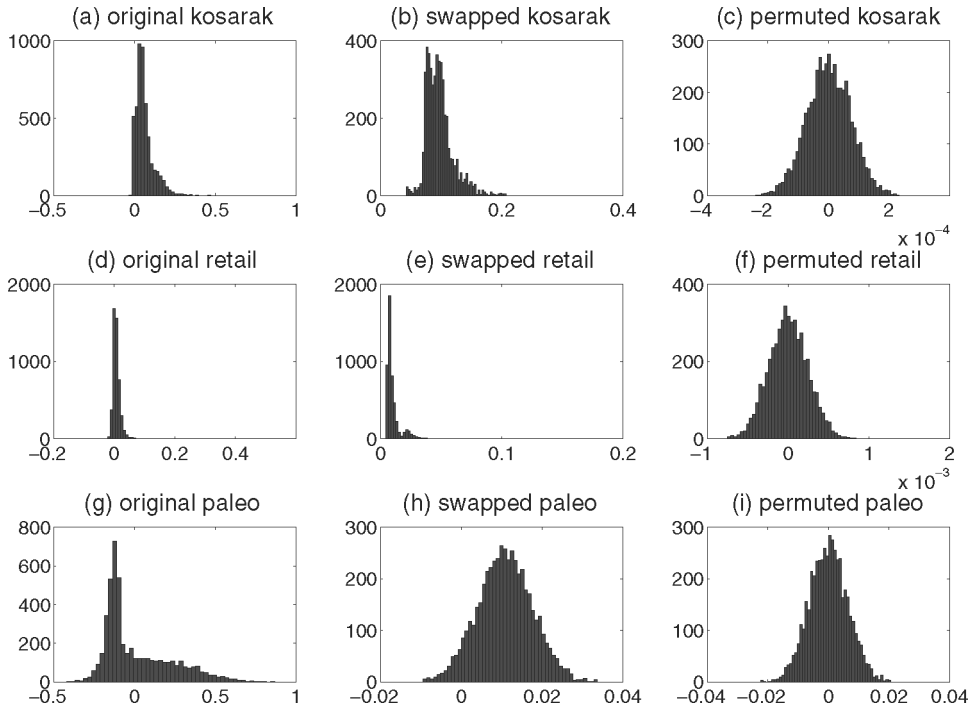 (a) original kosarak
(b) swapped kosarak
(c) permuted kosarak
1000
500
0
−0.5 0 0.5 1
400
200
0
0 0.2 0.4
300
200
100
0
−4 −2 0 2
x 10⁻⁴
(d) original retail
(e) swapped retail
(f) permuted retail
2000
1000
0
−0.2 0 0.2 0.4
2000
1000
0
0 0.1 0.2
400
200
0
−1 0 1 2
x 10⁻³
(g) original paleo
(h) swapped paleo
(i) permuted paleo
800
600
400
200
0
−0.5 0 0.5 1
300
200
100
0
−0.02 0 0.02 0.04
300
200
100
0
−0.04 −0.02 0 0.02 0.04